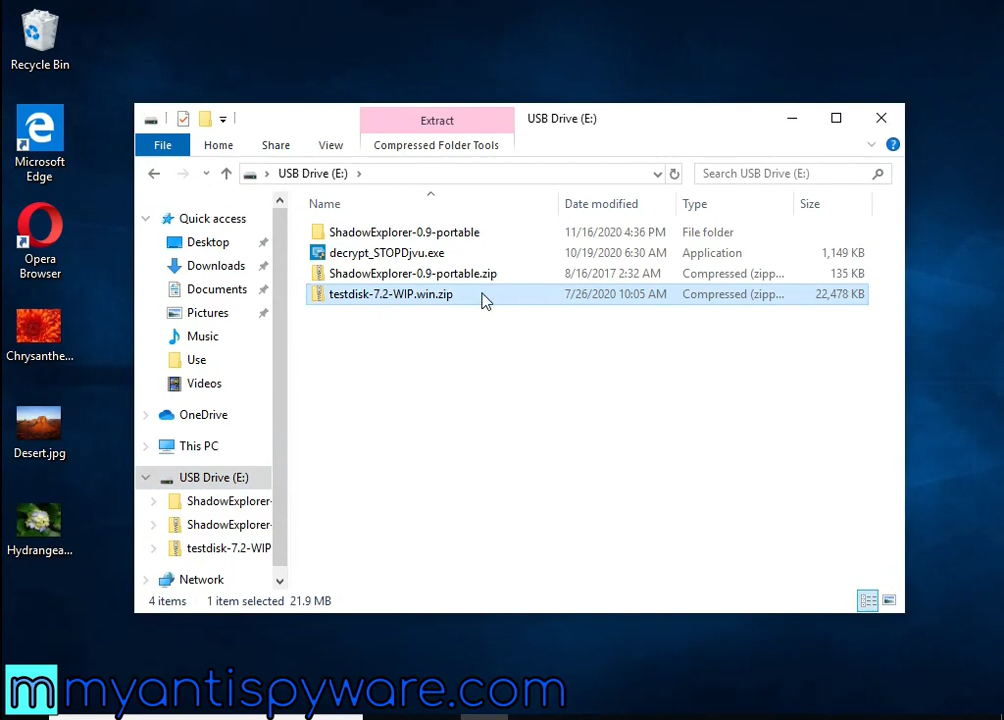 Recycle Bin
Microsoft
Edge
Opera
Browser
Chrysanthe...
Desert.jpg
Hydrangea...
Extract
USB Drive (E:)
File
Home
Share
View
Compressed Folder Tools
USB Drive (E:)
Search USB Drive (E:)
Quick access
Desktop
Downloads
Documents
Pictures
Music
Use
Videos
OneDrive
This PC
USB Drive (E:)
ShadowExplorer-
ShadowExplorer-
testdisk-7.2-WIP
Network
Name Date modified Type Size
ShadowExplorer-0.9-portable 11/16/2020 4:36 PM File folder
decrypt_STOPDjvu.exe 10/19/2020 6:30 AM Application 1,149 KB
ShadowExplorer-0.9-portable.zip 8/16/2017 2:32 AM Compressed (zipp... 135 KB
testdisk-7.2-WIP.win.zip 7/26/2020 10:05 AM Compressed (zipp... 22,478 KB
4 items 1 item selected 21.9 MB
m myantispyware.com